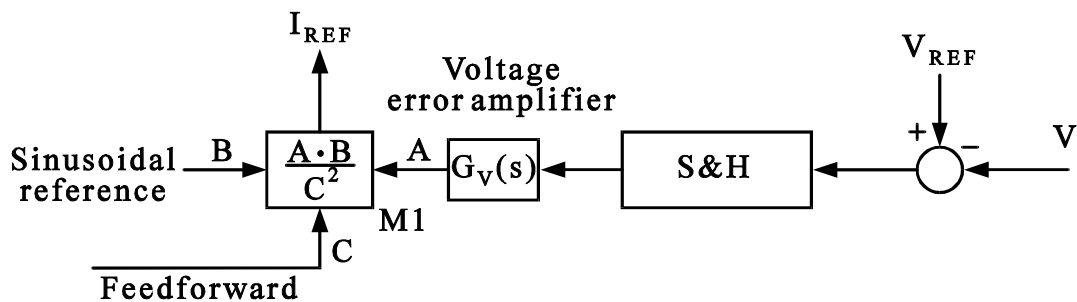 I_REF
V_REF
Voltage
error amplifier
+
−
V
Sinusoidal
reference
B
A·B
C²
A
G_V(s)
S&H
M1
C
Feedforward